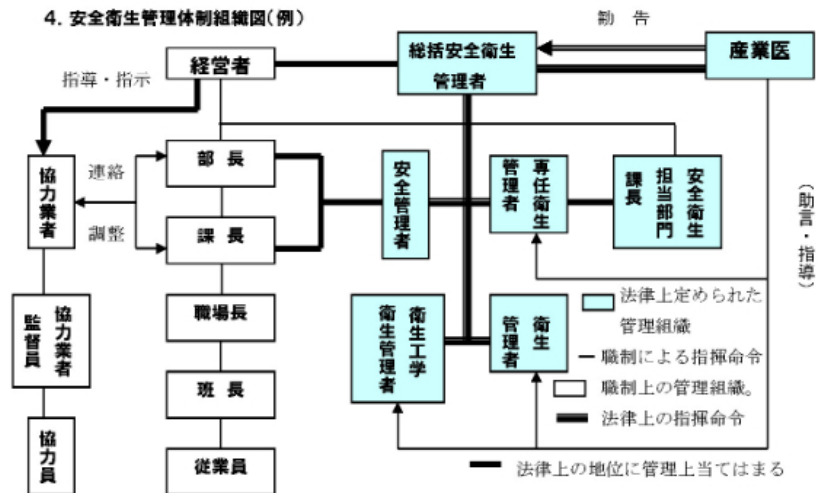 4．安全衛生管理体制組織図(例)
勧 告
経営者
総括安全衛生
管理者
産業医
指導・指示
協力業者
連絡
調整
部 長
課 長
安全管理者
専任衛生
管理者
安全衛生
担当部門
課長
(助言・指導)
協力業者
監督員
職場長
衛生工学
衛生管理者
衛生
管理者
法律上定められた
管理組織
職制による指揮命令
職制上の管理組織。
法律上の指揮命令
班 長
協力員
従業員
法律上の地位に管理上当てはまる